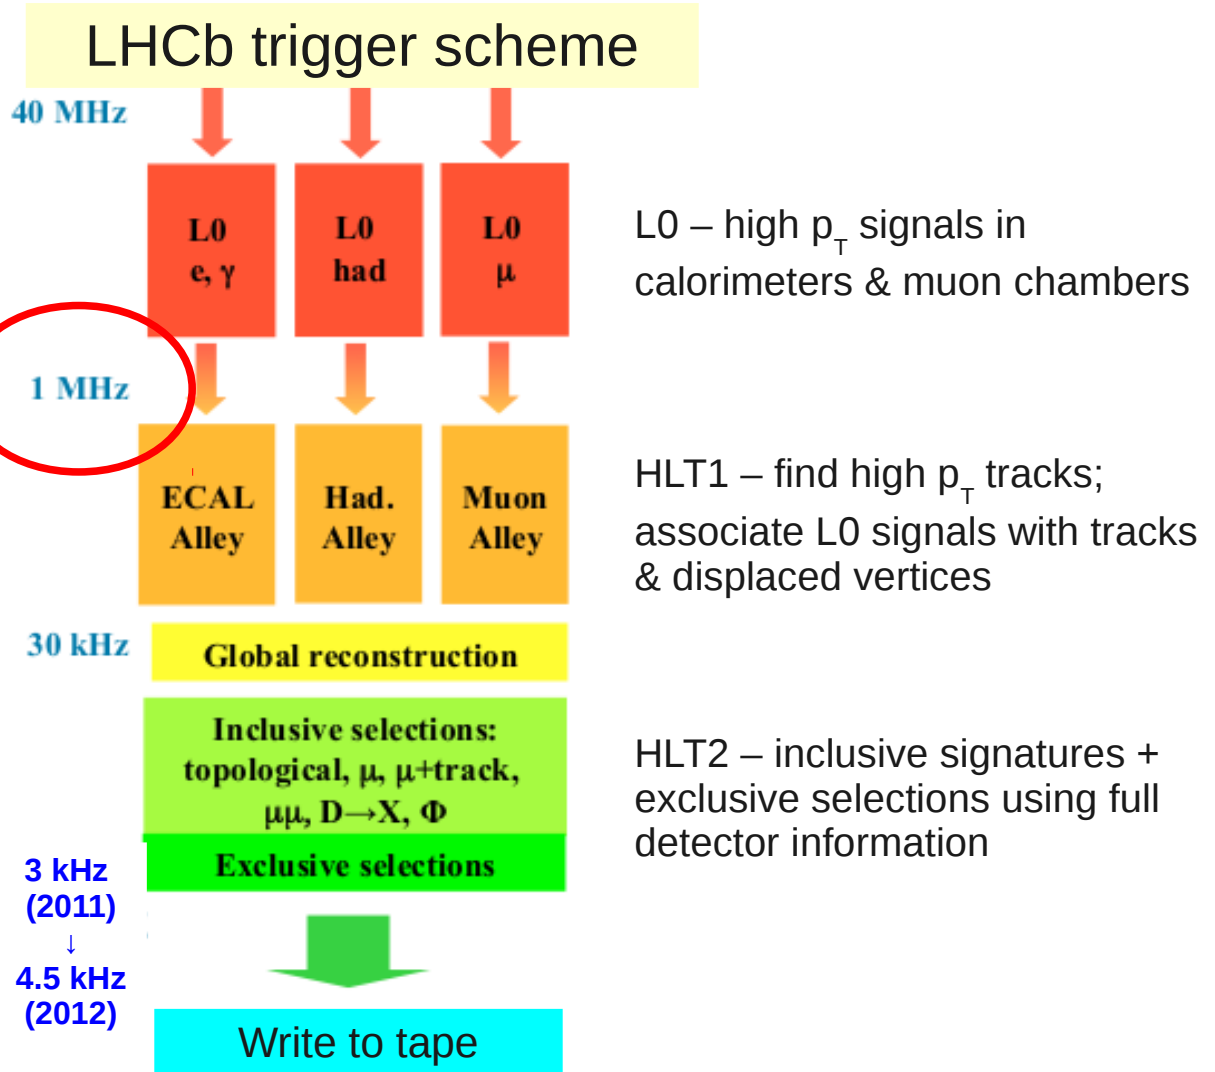 LHCb trigger scheme
40 MHz
L0
e, γ
L0
had
L0
μ
L0 – high p_T signals in
calorimeters & muon chambers
1 MHz
ECAL
Alley
Had.
Alley
Muon
Alley
HLT1 – find high p_T tracks;
associate L0 signals with tracks
& displaced vertices
30 kHz
Global reconstruction
Inclusive selections:
topological, μ, μ+track,
μμ, D→X, Φ
Exclusive selections
HLT2 – inclusive signatures +
exclusive selections using full
detector information
3 kHz
(2011)
↓
4.5 kHz
(2012)
Write to tape